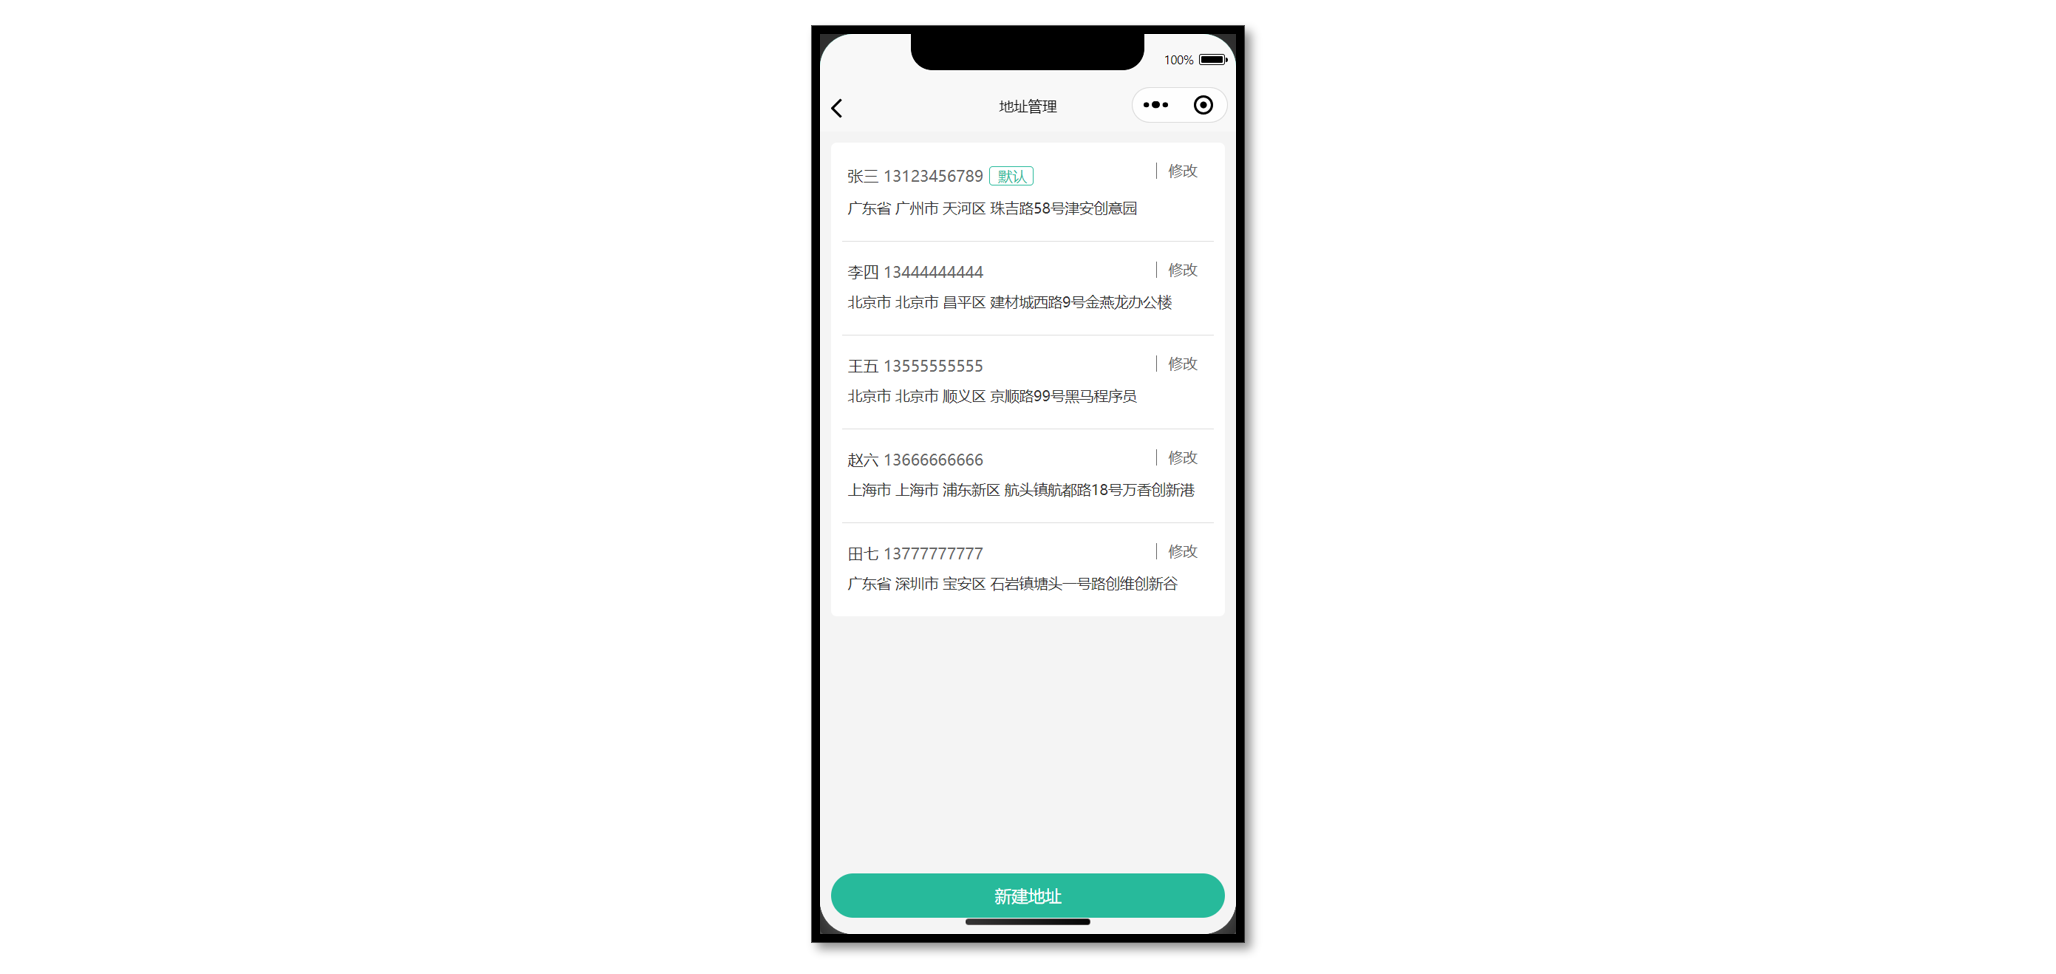 100%
地址管理
张三 13123456789 默认 修改
广东省 广州市 天河区 珠吉路58号津安创意园
李四 13444444444 修改
北京市 北京市 昌平区 建材城西路9号金燕龙办公楼
王五 13555555555 修改
北京市 北京市 顺义区 京顺路99号黑马程序员
赵六 13666666666 修改
上海市 上海市 浦东新区 航头镇航都路18号万香创新港
田七 13777777777 修改
广东省 深圳市 宝安区 石岩镇塘头一号路创维创新谷
新建地址